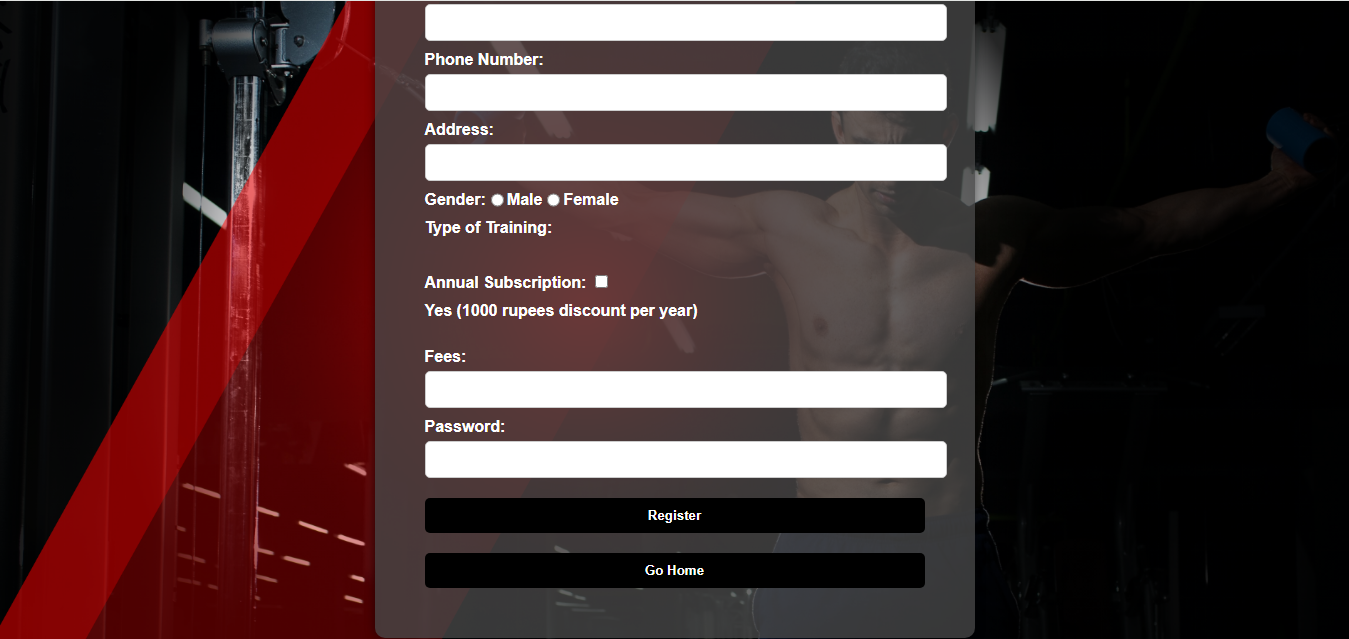 Phone Number:
Address:
Gender: Male Female
Type of Training:
Annual Subscription:
Yes (1000 rupees discount per year)
Fees:
Password:
Register
Go Home